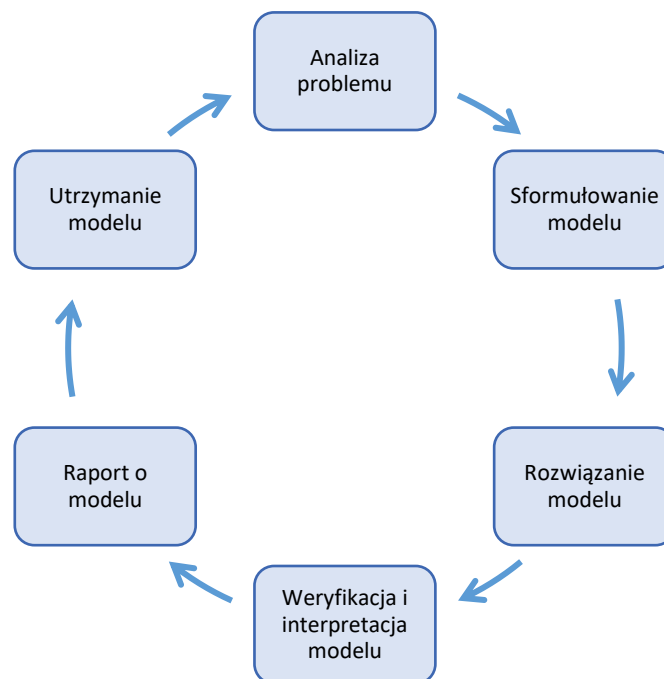 Analiza
problemu
Sformułowanie
modelu
Rozwiązanie
modelu
Weryfikacja i
interpretacja
modelu
Raport o
modelu
Utrzymanie
modelu